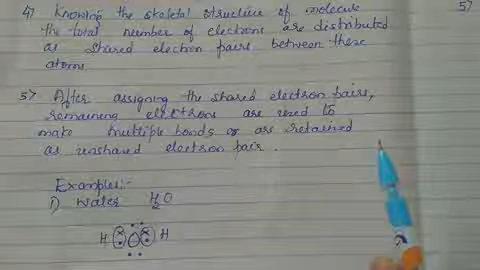 4) Knowing the skeletal structure of molecule 5)
the total number of electrons are distributed
as shared electron pairs between these
atoms
5) After assigning the shared electron pairs,
remaining electrons are used to
make multiple bonds or are retained
as unshared electron pair.
Examples:-
1) Water H2O
H O H